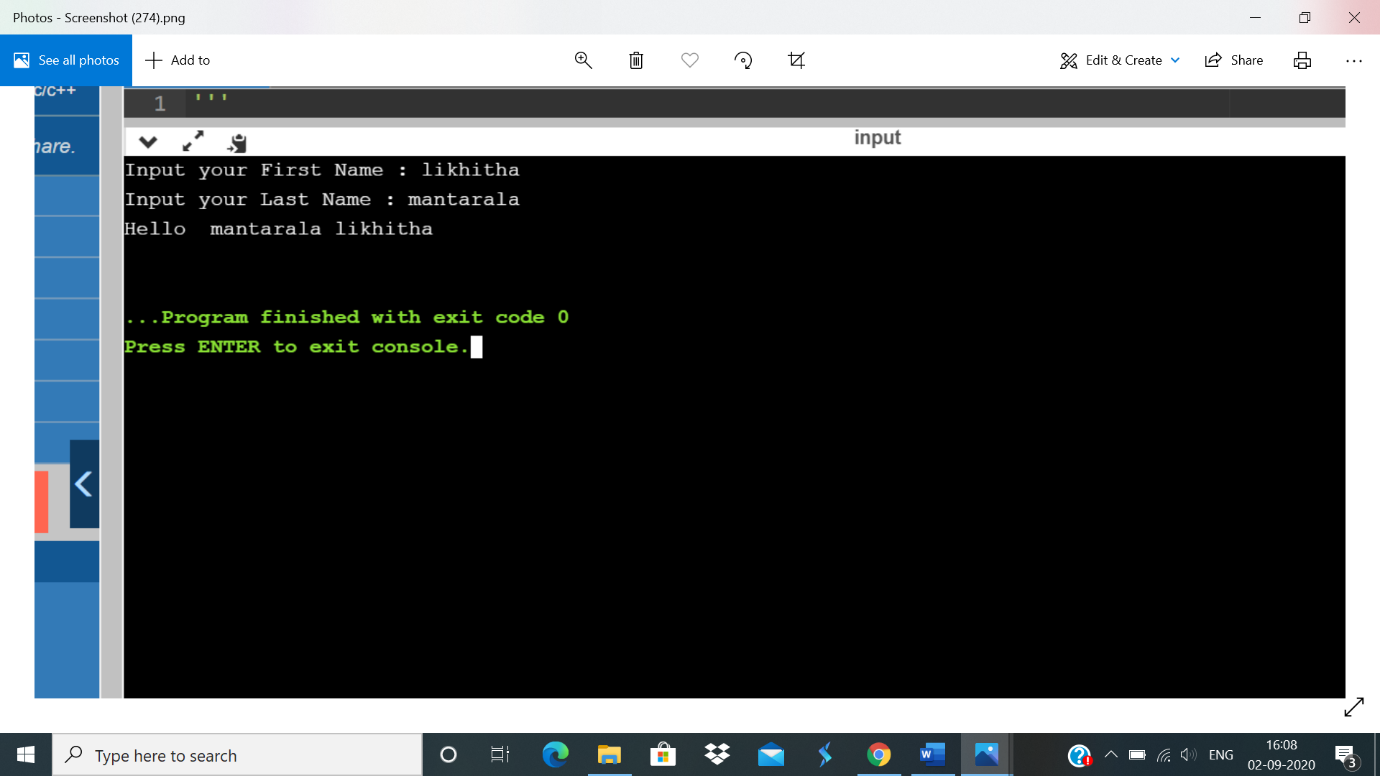 Photos - Screenshot (274).png
See all photos
Add to
Edit & Create
Share
c/c++
hare.
1 '''
input
Input your First Name : likhitha
Input your Last Name : mantarala
Hello  mantarala likhitha
...Program finished with exit code 0
Press ENTER to exit console.
Type here to search
ENG
16:08
02-09-2020
3